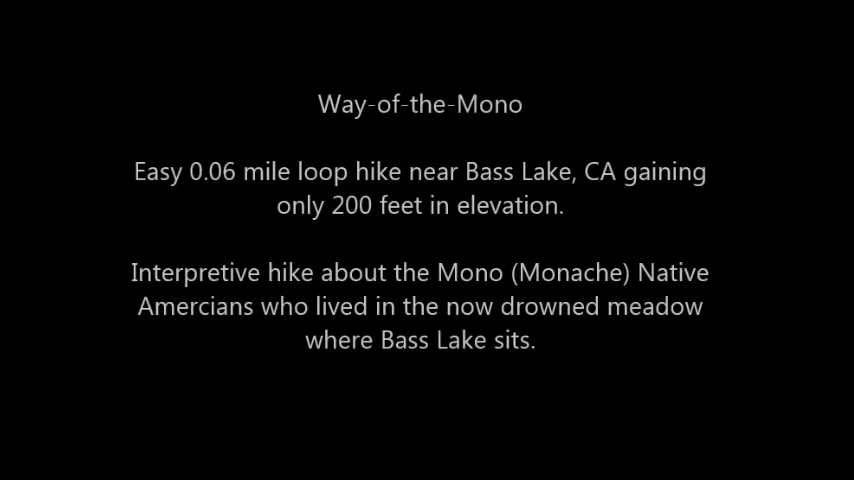 Way-of-the-Mono
Easy 0.06 mile loop hike near Bass Lake, CA gaining
only 200 feet in elevation.
Interpretive hike about the Mono (Monache) Native
Amercians who lived in the now drowned meadow
where Bass Lake sits.